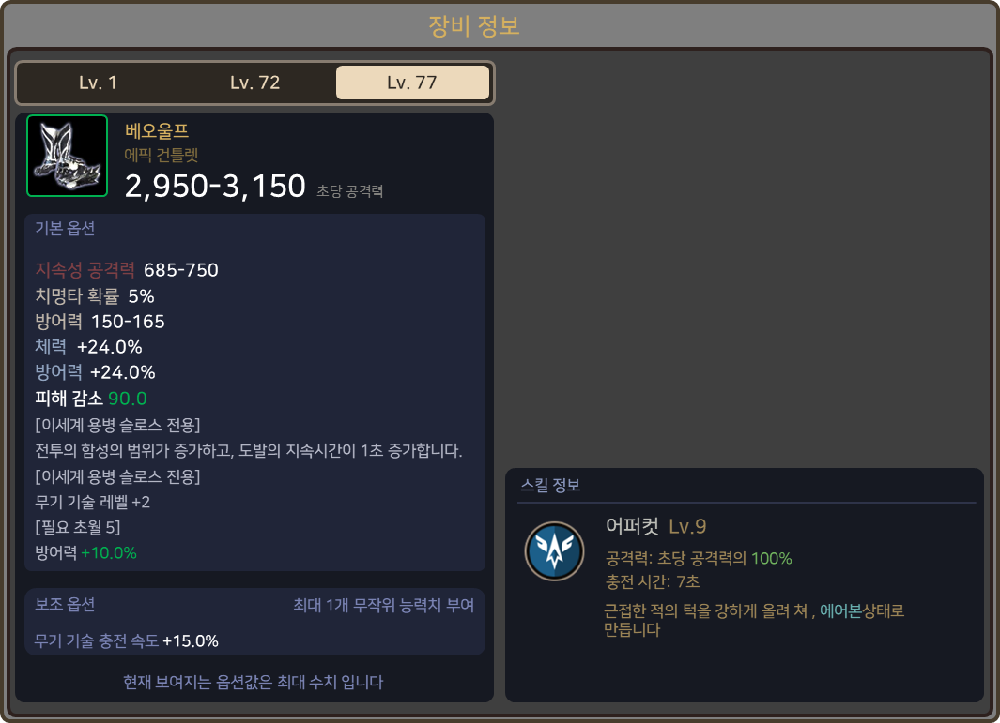 장비 정보
Lv. 1
Lv. 72
Lv. 77
베오울프
에픽 건틀렛
2,950-3,150 초당 공격력
기본 옵션
지속성 공격력 685-750
치명타 확률 5%
방어력 150-165
체력 +24.0%
방어력 +24.0%
피해 감소 90.0
[이세계 용병 슬로스 전용]
전투의 함성의 범위가 증가하고, 도발의 지속시간이 1초 증가합니다.
[이세계 용병 슬로스 전용]
무기 기술 레벨 +2
[필요 초월 5]
방어력 +10.0%
보조 옵션
최대 1개 무작위 능력치 부여
무기 기술 충전 속도 +15.0%
현재 보여지는 옵션값은 최대 수치 입니다
스킬 정보
어퍼컷 Lv.9
공격력: 초당 공격력의 100%
충전 시간: 7초
근접한 적의 턱을 강하게 올려 쳐 , 에어본상태로
만듭니다